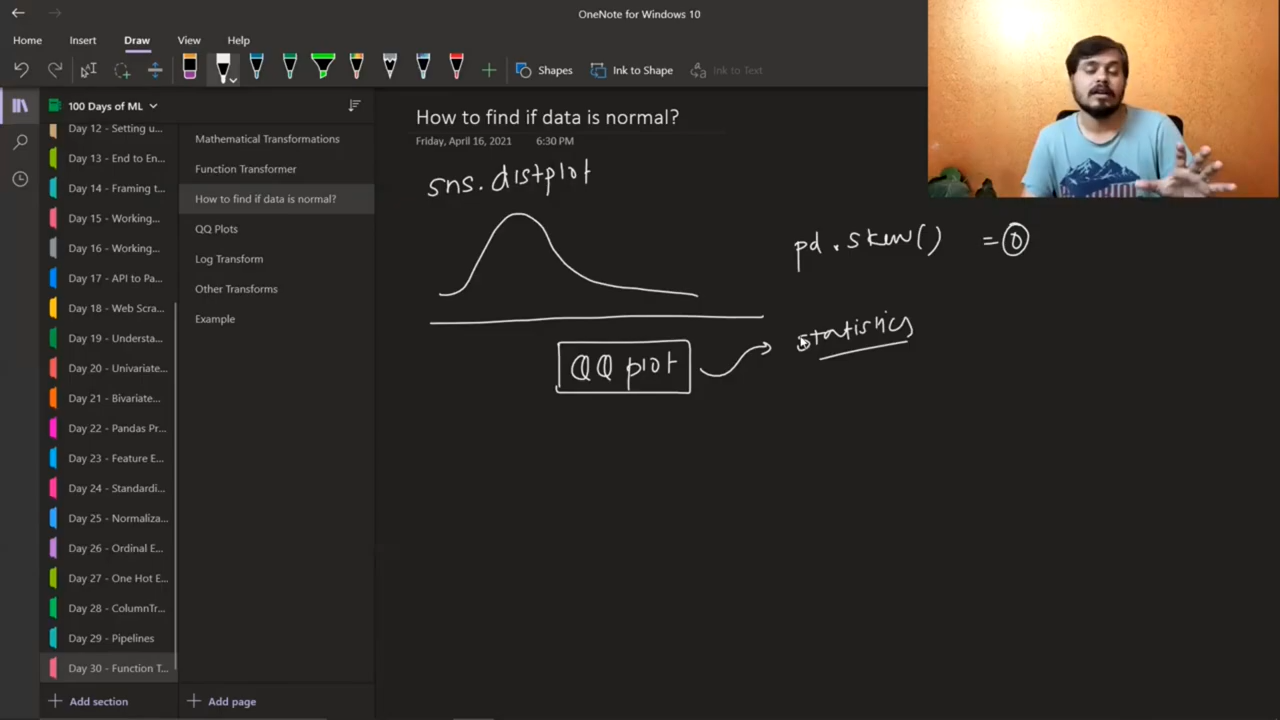 OneNote for Windows 10
Home Insert Draw View Help
Shapes Ink to Shape Ink to Text
100 Days of ML
Day 12 - Setting u...
Day 13 - End to En...
Day 14 - Framing t...
Day 15 - Working...
Day 16 - Working...
Day 17 - API to Pa...
Day 18 - Web Scra...
Day 19 - Understa...
Day 20 - Univariate...
Day 21 - Bivariate...
Day 22 - Pandas Pr...
Day 23 - Feature E...
Day 24 - Standardi...
Day 25 - Normaliza...
Day 26 - Ordinal E...
Day 27 - One Hot E...
Day 28 - ColumnTr...
Day 29 - Pipelines
Day 30 - Function T...
Add section
Mathematical Transformations
Function Transformer
How to find if data is normal?
QQ Plots
Log Transform
Other Transforms
Example
Add page
How to find if data is normal?
Friday, April 16, 2021 6:30 PM
sns.distplot
pd.skew() = 0
statistics
QQ plot